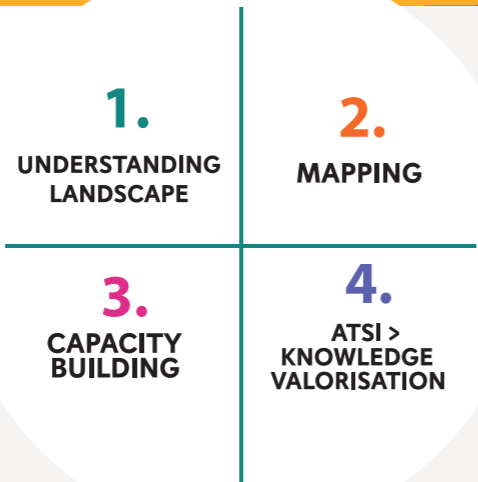 1.
UNDERSTANDING
LANDSCAPE
2.
MAPPING
3.
CAPACITY
BUILDING
4.
ATSI >
KNOWLEDGE
VALORISATION